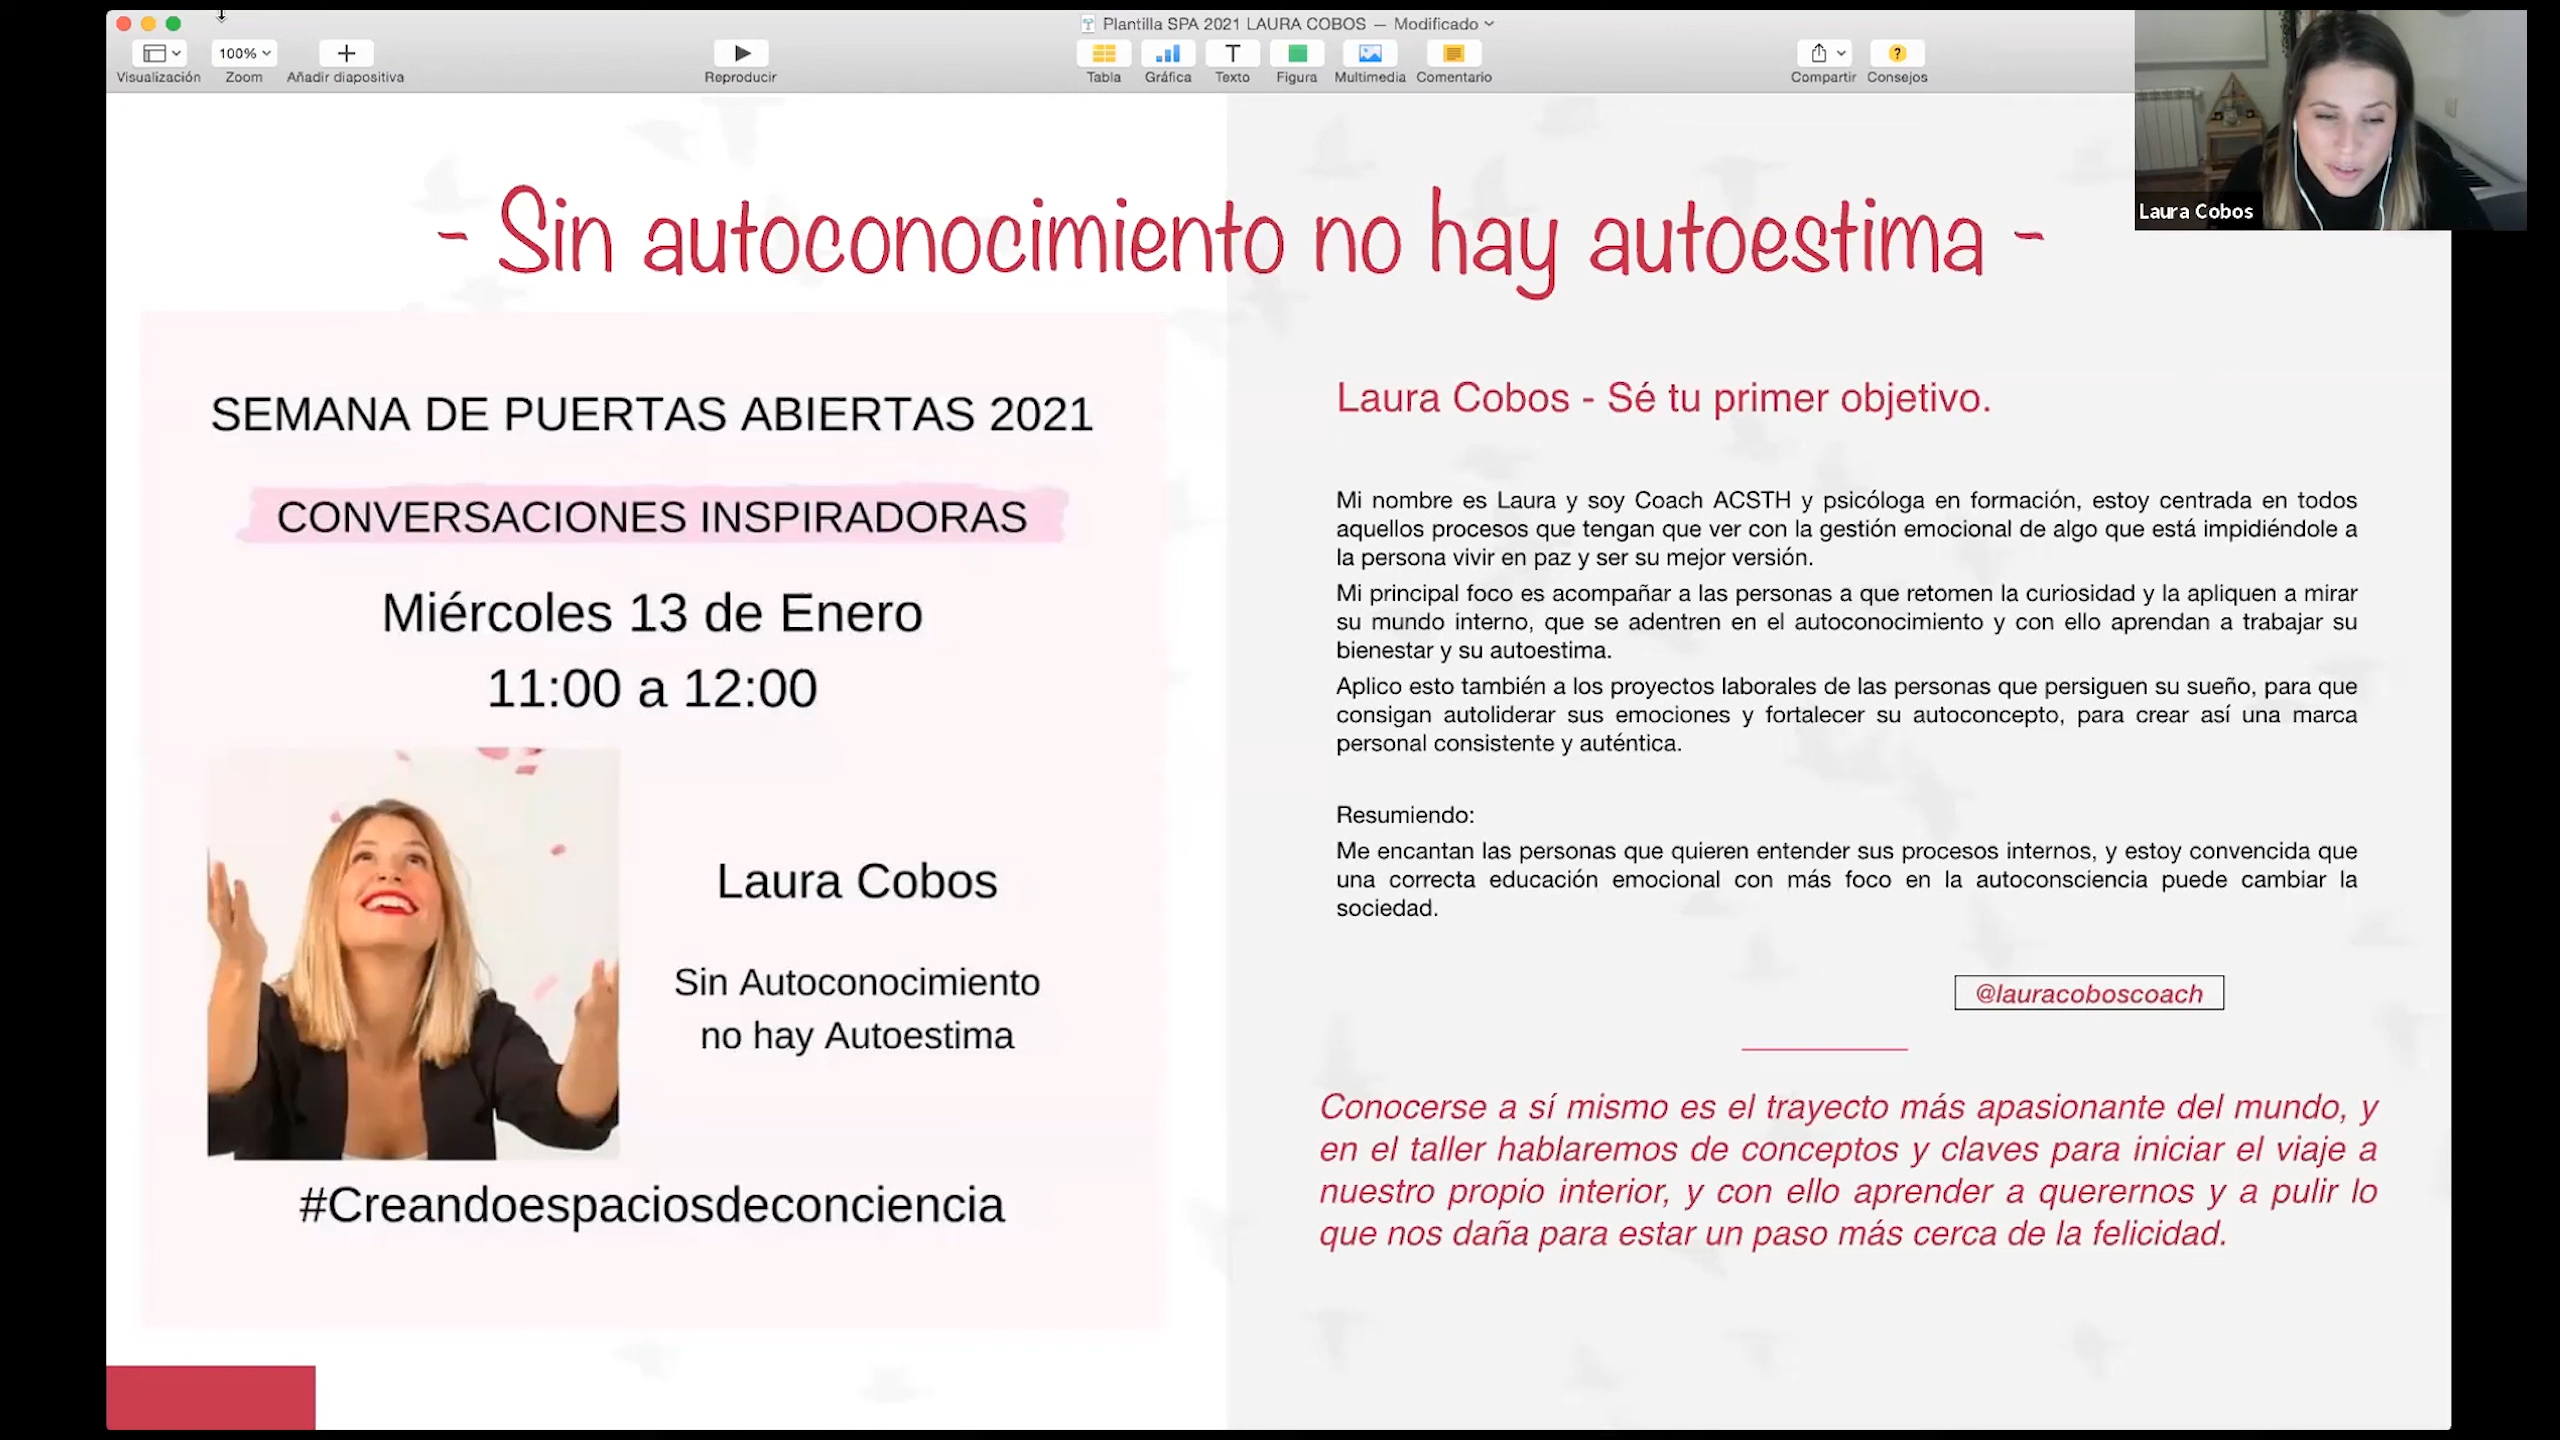 Plantilla SPA 2021 LAURA COBOS — Modificado
100%
Visualización Zoom Añadir diapositiva Reproducir Tabla Gráfica Texto Figura Multimedia Comentario Compartir Consejos
Laura Cobos
- Sin autoconocimiento no hay autoestima -
SEMANA DE PUERTAS ABIERTAS 2021
CONVERSACIONES INSPIRADORAS
Miércoles 13 de Enero
11:00 a 12:00
Laura Cobos
Sin Autoconocimiento
no hay Autoestima
#Creandoespaciosdeconciencia
Laura Cobos - Sé tu primer objetivo.
Mi nombre es Laura y soy Coach ACSTH y psicóloga en formación, estoy centrada en todos
aquellos procesos que tengan que ver con la gestión emocional de algo que está impidiéndole a
la persona vivir en paz y ser su mejor versión.
Mi principal foco es acompañar a las personas a que retomen la curiosidad y la apliquen a mirar
su mundo interno, que se adentren en el autoconocimiento y con ello aprendan a trabajar su
bienestar y su autoestima.
Aplico esto también a los proyectos laborales de las personas que persiguen su sueño, para que
consigan autoliderar sus emociones y fortalecer su autoconcepto, para crear así una marca
personal consistente y auténtica.
Resumiendo:
Me encantan las personas que quieren entender sus procesos internos, y estoy convencida que
una correcta educación emocional con más foco en la autoconsciencia puede cambiar la
sociedad.
@lauracoboscoach
Conocerse a sí mismo es el trayecto más apasionante del mundo, y
en el taller hablaremos de conceptos y claves para iniciar el viaje a
nuestro propio interior, y con ello aprender a querernos y a pulir lo
que nos daña para estar un paso más cerca de la felicidad.